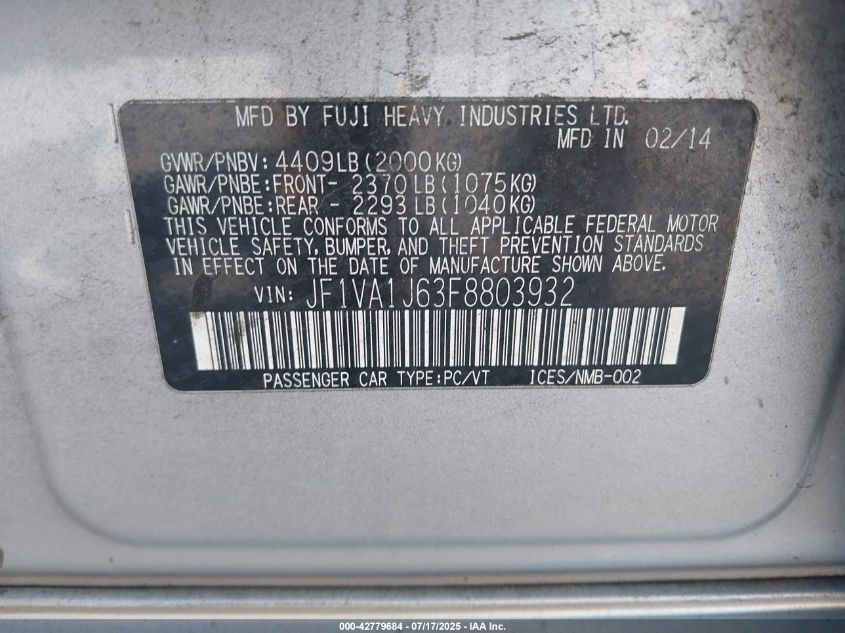 MFD BY FUJI HEAVY INDUSTRIES LTD.
MFD IN 02/14
GVWR/PNBV: 4409LB(2000KG)
GAWR/PNBE:FRONT- 2370LB(1075KG)
GAWR/PNBE:REAR - 2293LB(1040KG)
THIS VEHICLE CONFORMS TO ALL APPLICABLE FEDERAL MOTOR
VEHICLE SAFETY, BUMPER, AND THEFT PREVENTION STANDARDS
IN EFFECT ON THE DATE OF MANUFACTURE SHOWN ABOVE.
VIN: JF1VA1J63F8803932
PASSENGER CAR TYPE:PC/VT ICES/NMB-002
000-42779684 - 07/17/2025 - IAA Inc.